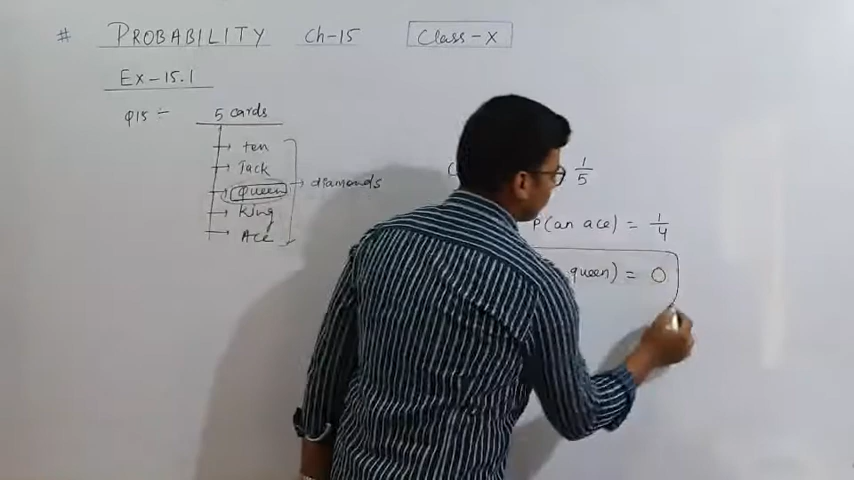 # PROBABILITY Ch-15 Class-X
Ex-15.1
Q15 :- 5 cards
ten
Jack
queen
king
Ace
diamonds
1/5
P(an ace) = 1/4
queen) = 0